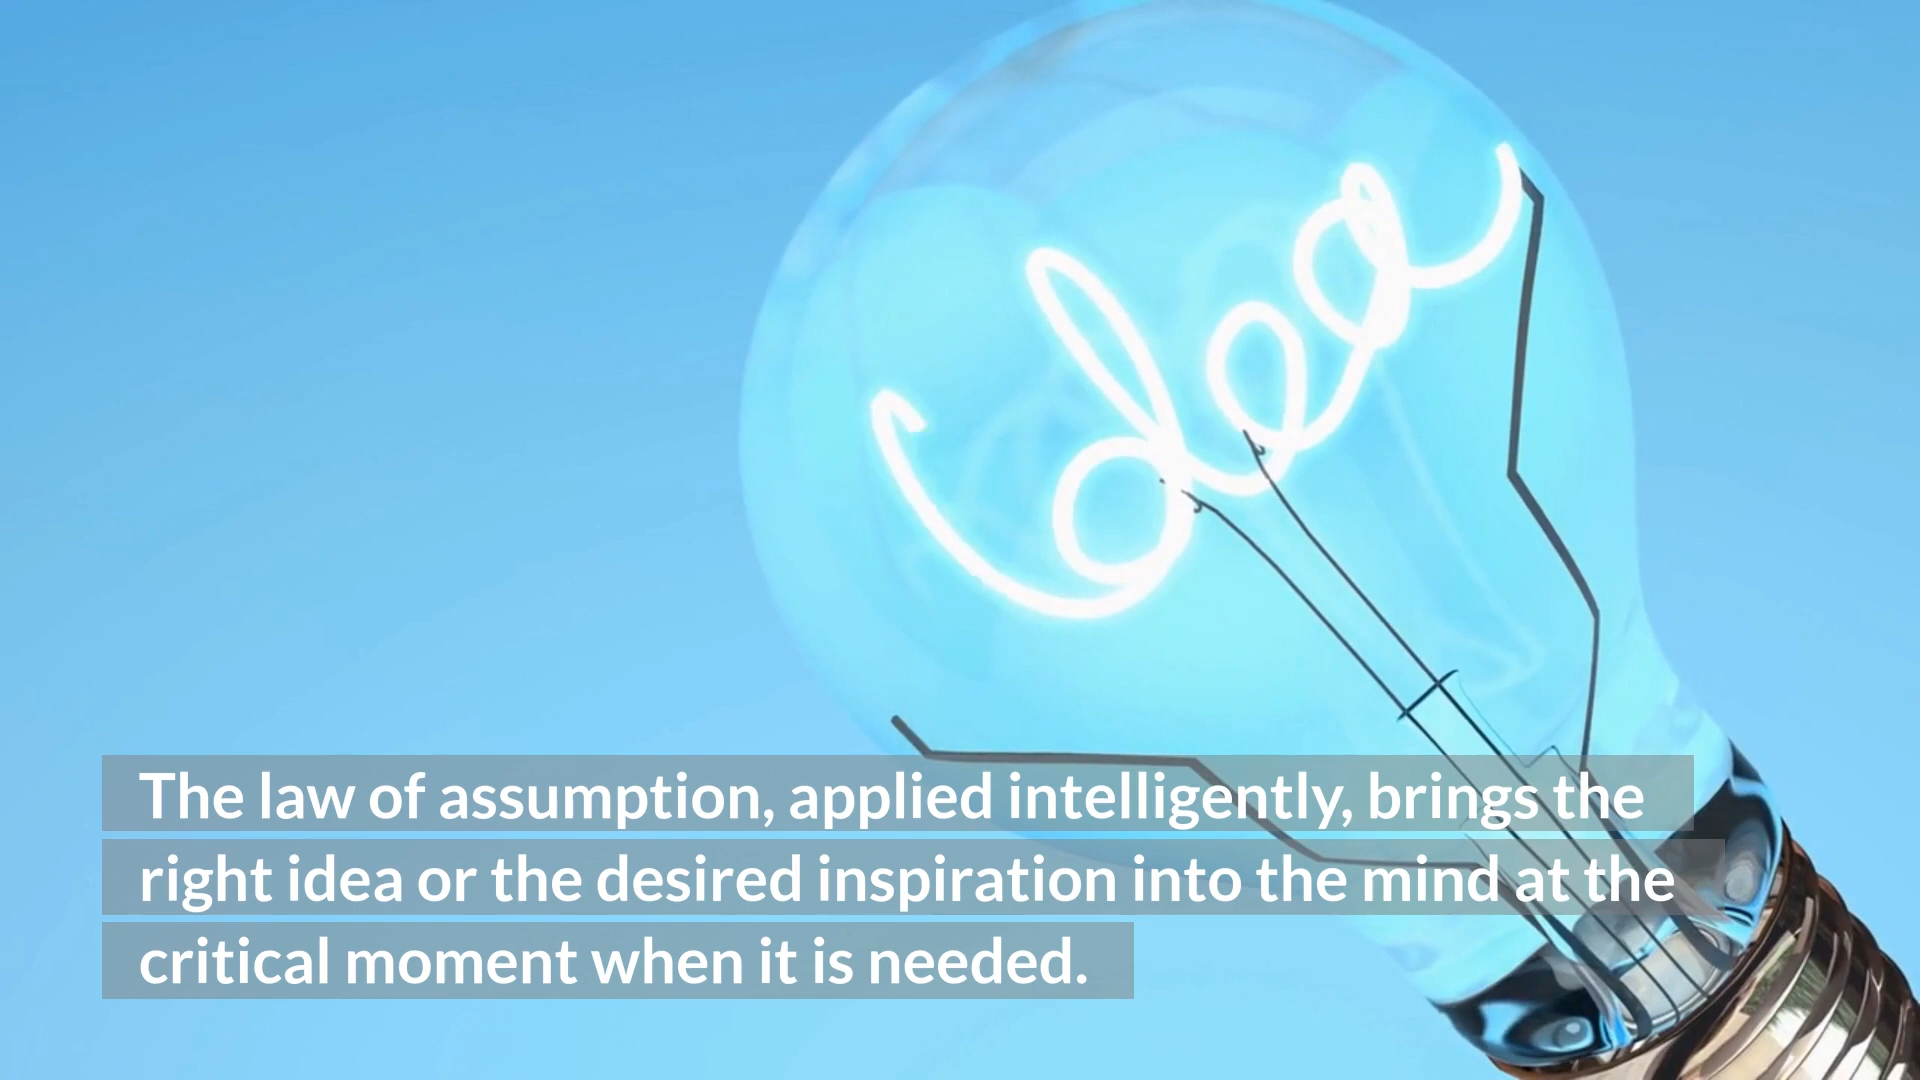 idea
The law of assumption, applied intelligently, brings the
right idea or the desired inspiration into the mind at the
critical moment when it is needed.